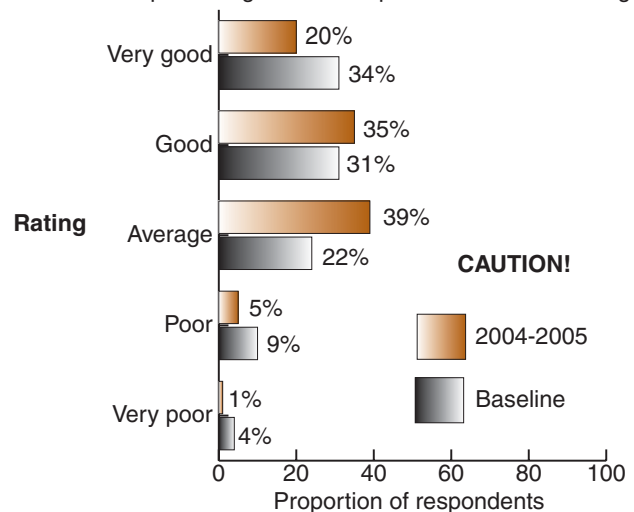 Very good
20%
34%
Good
35%
31%
Rating
Average
39%
22%
CAUTION!
Poor
5%
9%
2004-2005
Baseline
Very poor
1%
4%
0 20 40 60 80 100
Proportion of respondents